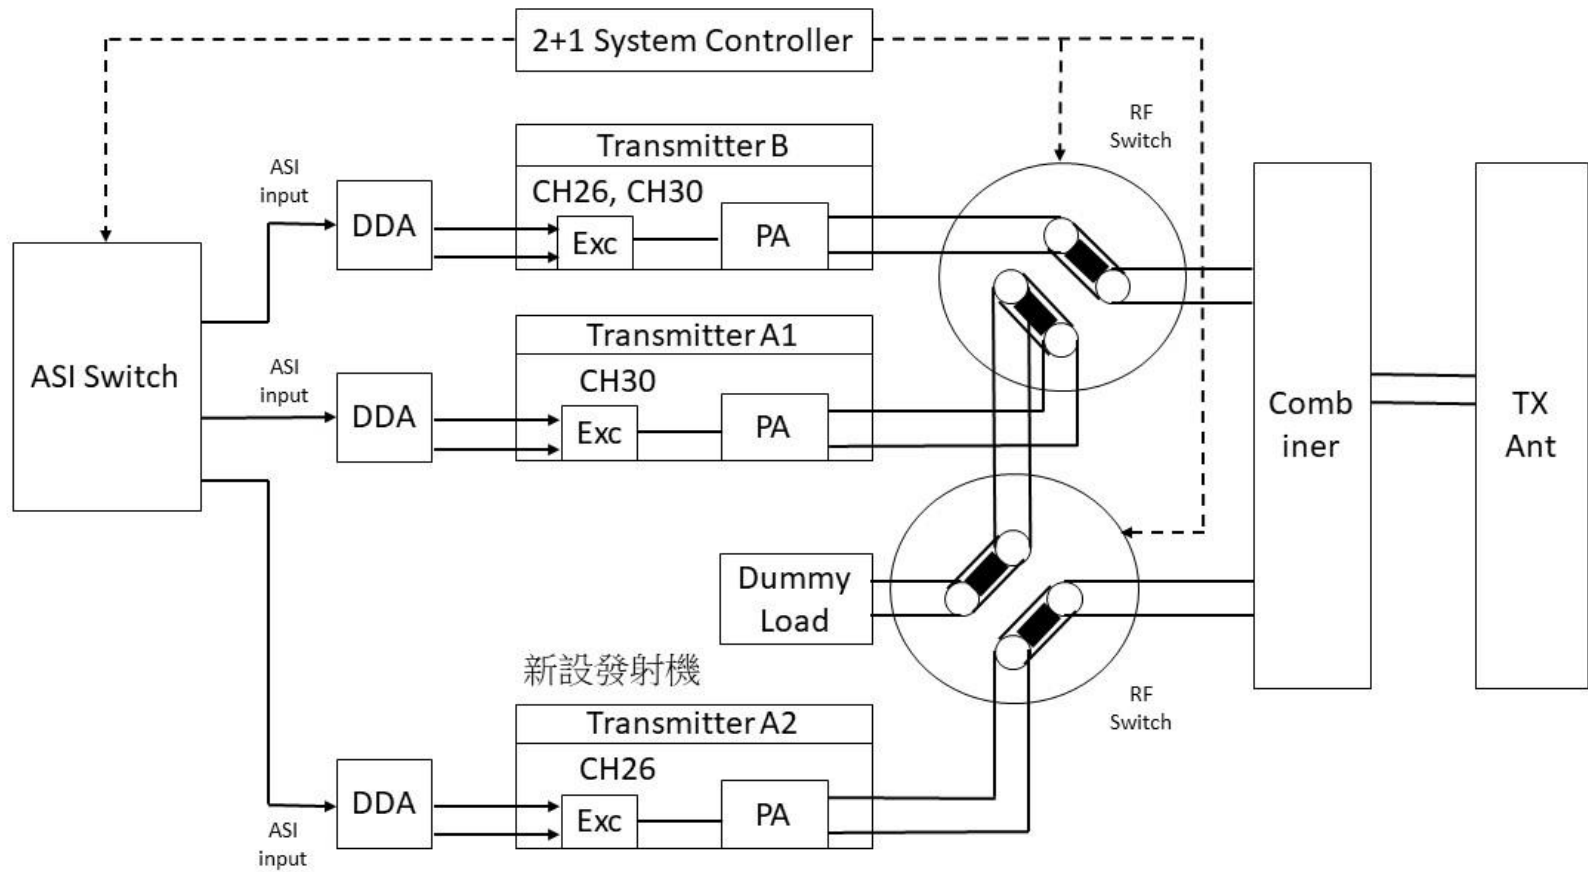 2+1 System Controller
RF
Switch
Transmitter B
CH26, CH30
ASI
input
DDA
Exc
PA
ASI Switch
Transmitter A1
CH30
ASI
input
DDA
Exc
PA
Comb
iner
TX
Ant
Dummy
Load
新設發射機
RF
Switch
Transmitter A2
CH26
DDA
Exc
PA
ASI
input